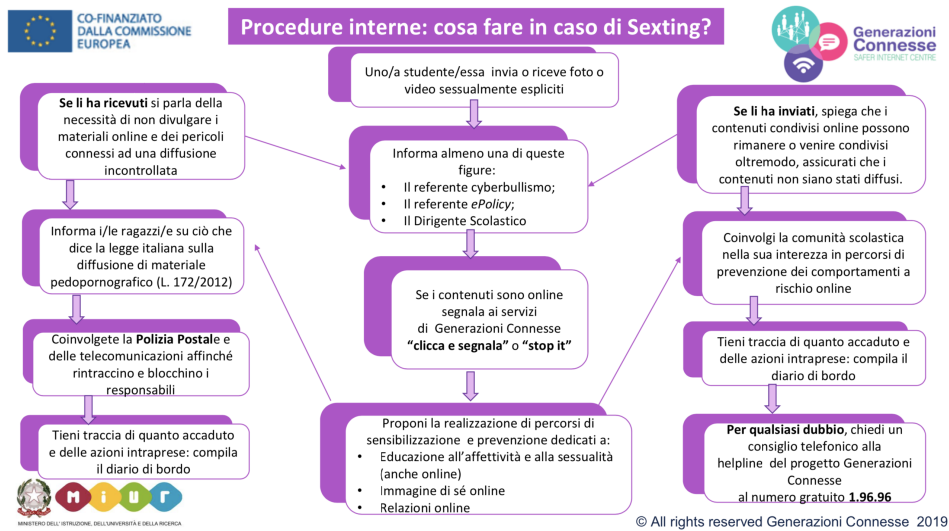 CO-FINANZIATO
DALLA COMMISSIONE
EUROPEA
Procedure interne: cosa fare in caso di Sexting?
Generazioni
Connesse
SAFER INTERNET CENTRE
Uno/a studente/essa invia o riceve foto o
video sessualmente espliciti
Se li ha ricevuti si parla della
necessità di non divulgare i
materiali online e dei pericoli
connessi ad una diffusione
incontrollata
Informa i/le ragazzi/e su ciò che
dice la legge italiana sulla
diffusione di materiale
pedopornografico (L. 172/2012)
Coinvolgete la Polizia Postale e
delle telecomunicazioni affinché
rintraccino e blocchino i
responsabili
Tieni traccia di quanto accaduto
e delle azioni intraprese: compila
il diario di bordo
Informa almeno una di queste
figure:
• Il referente cyberbullismo;
• Il referente ePolicy;
• Il Dirigente Scolastico
Se i contenuti sono online
segnala ai servizi
di Generazioni Connesse
“clicca e segnala” o “stop it”
Proponi la realizzazione di percorsi di
sensibilizzazione e prevenzione dedicati a:
• Educazione all’affettività e alla sessualità
(anche online)
• Immagine di sé online
• Relazioni online
Se li ha inviati, spiega che i
contenuti condivisi online possono
rimanere o venire condivisi
oltremodo, assicurati che i
contenuti non siano stati diffusi.
Coinvolgi la comunità scolastica
nella sua interezza in percorsi di
prevenzione dei comportamenti a
rischio online
Tieni traccia di quanto accaduto e
delle azioni intraprese: compila il
diario di bordo
Per qualsiasi dubbio, chiedi un
consiglio telefonico alla
helpline del progetto Generazioni
Connesse
al numero gratuito 1.96.96
miur
MINISTERO DELL’ISTRUZIONE, DELL’UNIVERSITÀ E DELLA RICERCA
© All rights reserved Generazioni Connesse 2019